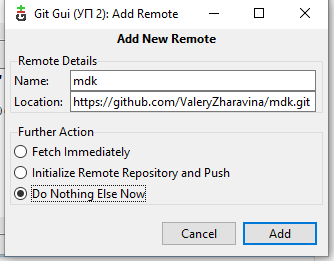 Git Gui (УП 2): Add Remote
Add New Remote
Remote Details
Name: mdk
Location: https://github.com/ValeryZharavina/mdk.git
Further Action
Fetch Immediately
Initialize Remote Repository and Push
Do Nothing Else Now
Cancel Add